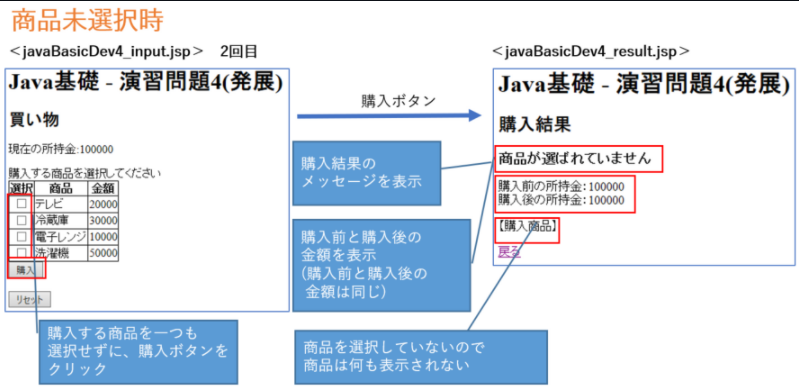 商品未選択時
＜javaBasicDev4_input.jsp＞　2回目
Java基礎 - 演習問題4(発展)
買い物
現在の所持金:100000
購入する商品を選択してください
選択 商品 金額
テレビ 20000
冷蔵庫 30000
電子レンジ 10000
洗濯機 50000
購入
リセット
購入する商品を一つも
選択せずに、購入ボタンを
クリック
購入ボタン
購入結果の
メッセージを表示
購入前と購入後の
金額を表示
(購入前と購入後の
金額は同じ)
商品を選択していないので
商品は何も表示されない
＜javaBasicDev4_result.jsp＞
Java基礎 - 演習問題4(発展)
購入結果
商品が選ばれていません
購入前の所持金：100000
購入後の所持金：100000
【購入商品】
戻る